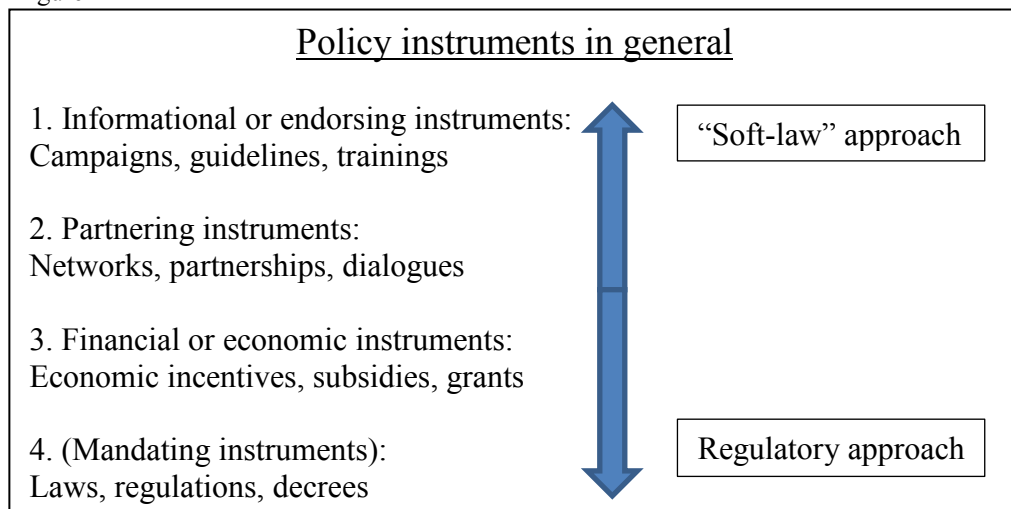 Policy instruments in general
1. Informational or endorsing instruments:
Campaigns, guidelines, trainings
“Soft-law” approach
2. Partnering instruments:
Networks, partnerships, dialogues
3. Financial or economic instruments:
Economic incentives, subsidies, grants
4. (Mandating instruments):
Laws, regulations, decrees
Regulatory approach